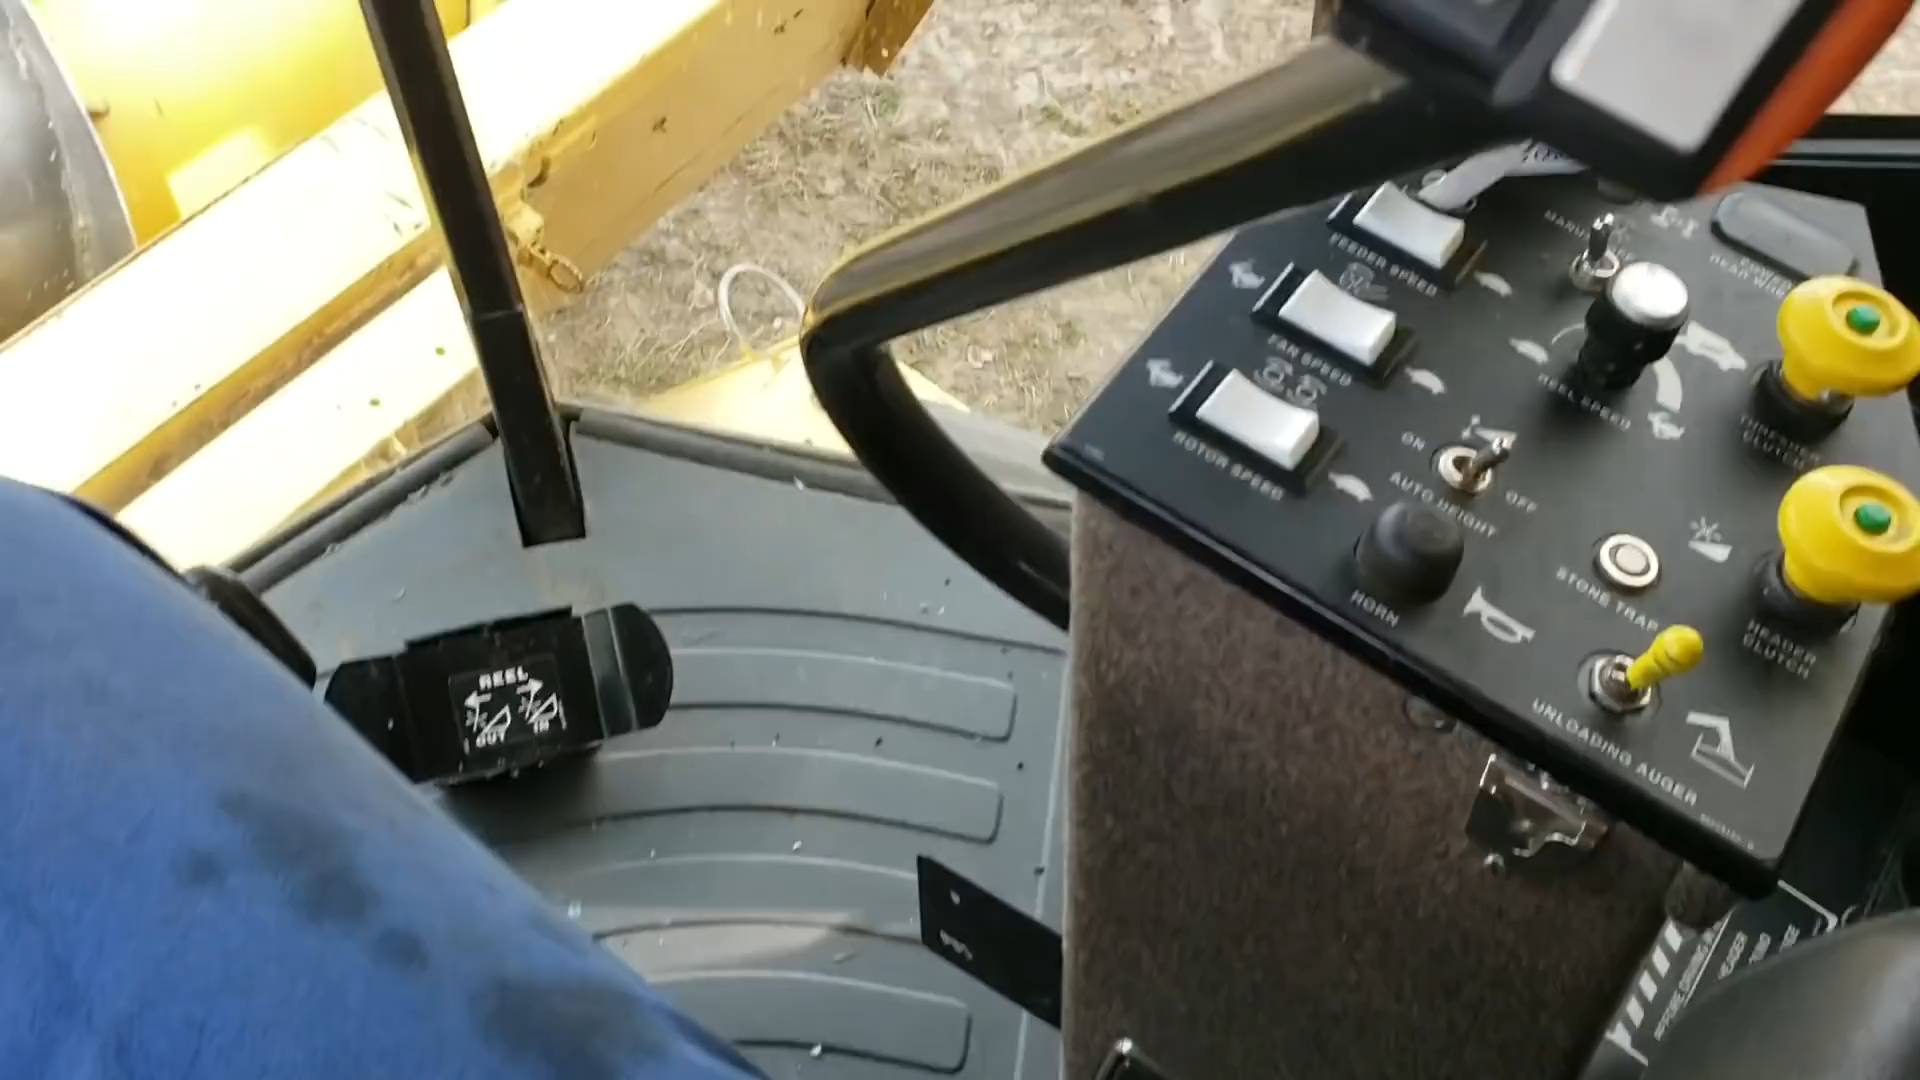 FEEDER SPEED
FAN SPEED
ROTOR SPEED
REEL SPEED
ON
OFF
AUTO HEIGHT
HORN
STONE TRAP
THRESHER
CLUTCH
HEADER
CLUTCH
UNLOADING AUGER
REEL
OUT
IN
HEADER